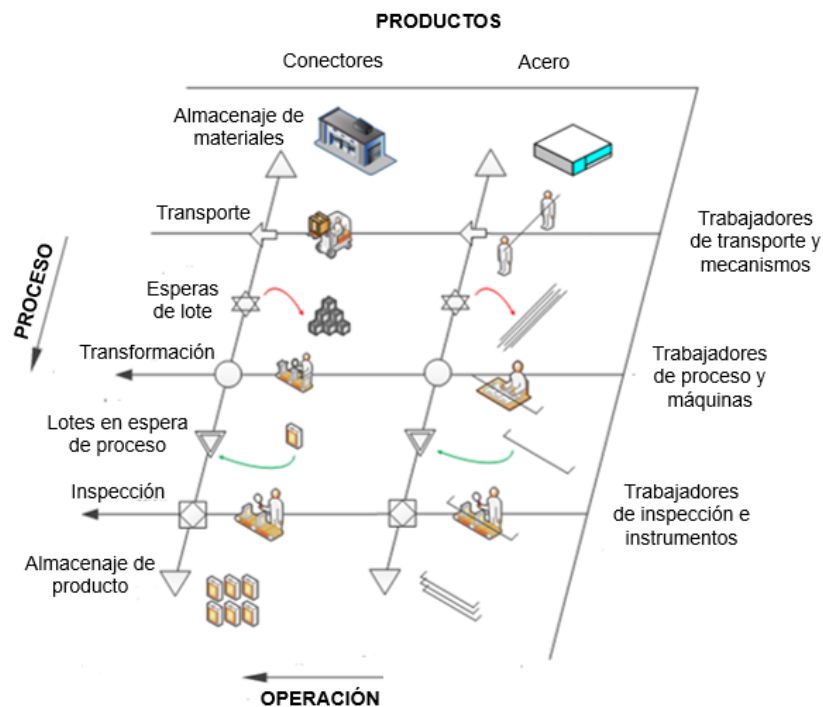 PRODUCTOS
Conectores
Acero
Almacenaje de
materiales
Transporte
Trabajadores
de transporte y
mecanismos
PROCESO
Esperas
de lote
Transformación
Trabajadores
de proceso y
máquinas
Lotes en espera
de proceso
Inspección
Trabajadores
de inspección e
instrumentos
Almacenaje de
producto
OPERACIÓN